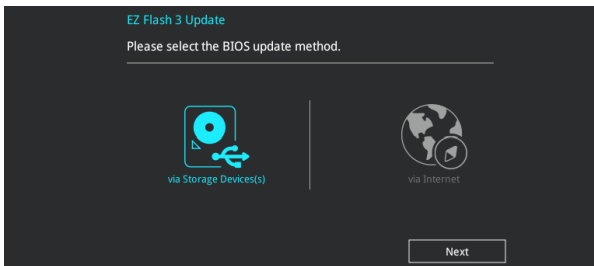 EZ Flash 3 Update
Please select the BIOS update method.
via Storage Devices(s)
via Internet
Next